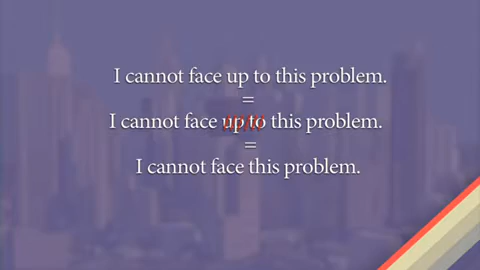 I cannot face up to this problem.
=
I cannot face up to this problem.
=
I cannot face this problem.